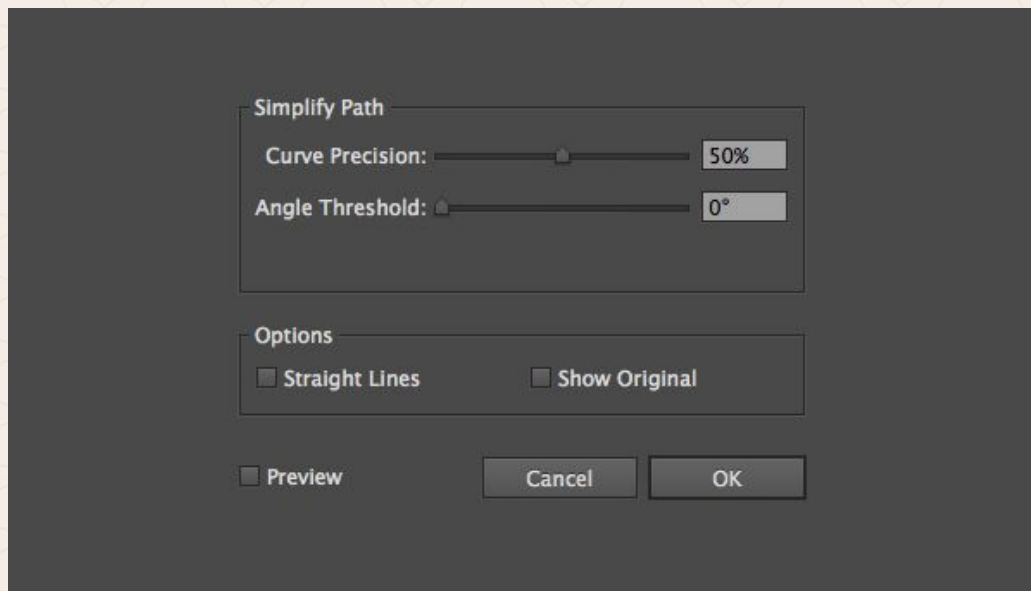 Simplify Path
Curve Precision: 50%
Angle Threshold: 0°
Options
Straight Lines Show Original
Preview Cancel OK